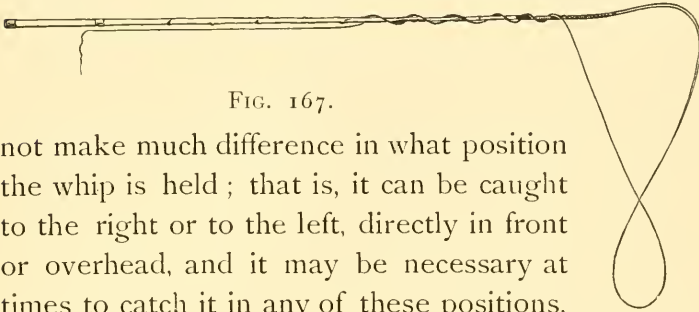 FIG. 167.
not make much difference in what position
the whip is held ; that is, it can be caught
to the right or to the left, directly in front
or overhead, and it may be necessary at
times to catch it in any of these positions.